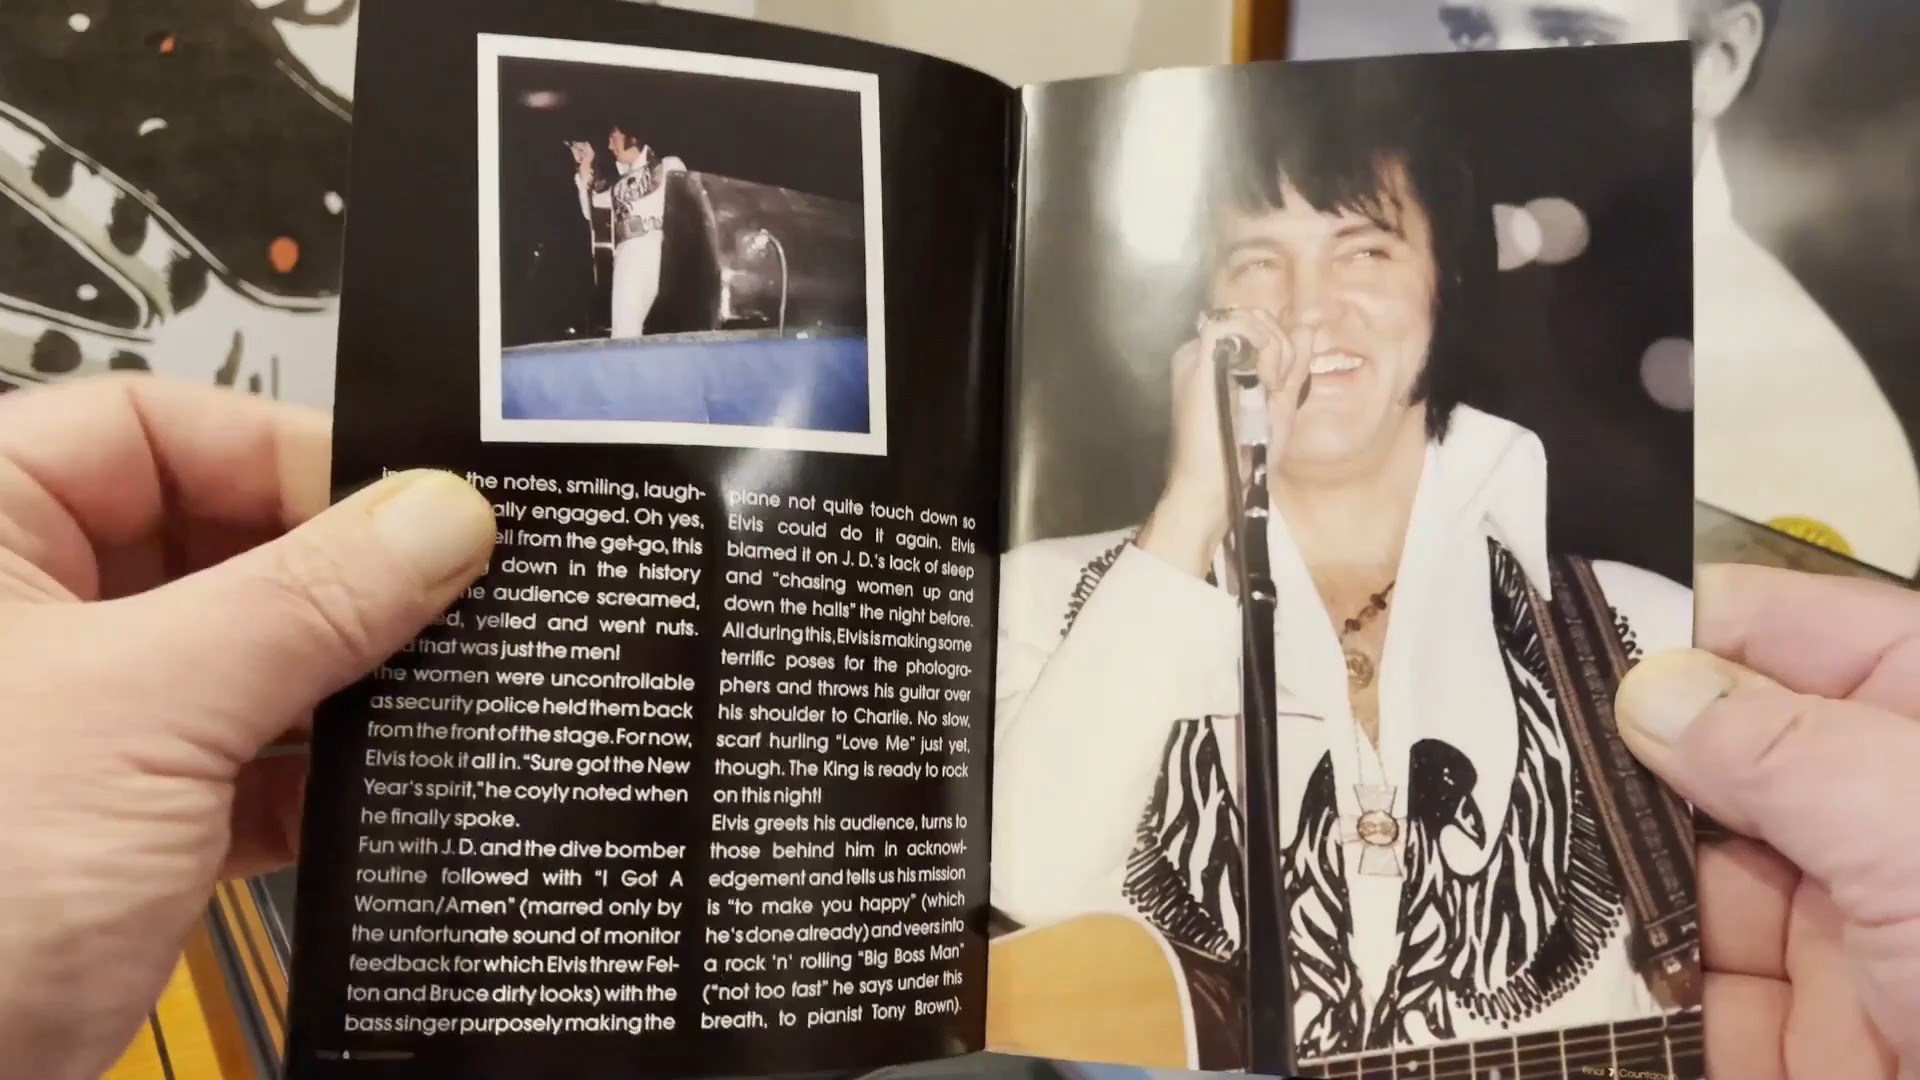 the notes, smiling, laugh-
ally engaged. Oh yes,
ell from the get-go, this
down in the history
audience screamed,
yelled and went nuts.
that was just the men!
The women were uncontrollable
as security police held them back
from the front of the stage. For now,
Elvis took it all in. "Sure got the New
Year's spirit," he coyly noted when
he finally spoke.
Fun with J. D. and the dive bomber
routine followed with "I Got A
Woman/Amen" (marred only by
the unfortunate sound of monitor
feedback for which Elvis threw Fel-
ton and Bruce dirty looks) with the
bass singer purposely making the
plane not quite touch down so
Elvis could do it again. Elvis
blamed it on J. D.'s lack of sleep
and "chasing women up and
down the halls" the night before.
All during this, Elvis is making some
terrific poses for the photogra-
phers and throws his guitar over
his shoulder to Charlie. No slow,
scarf hurling "Love Me" just yet,
though. The King is ready to rock
on this night!
Elvis greets his audience, turns to
those behind him in acknowl-
edgement and tells us his mission
is "to make you happy" (which
he's done already) and veers into
a rock 'n' rolling "Big Boss Man"
("not too fast" he says under his
breath, to pianist Tony Brown).
6
Final 7 Countdown